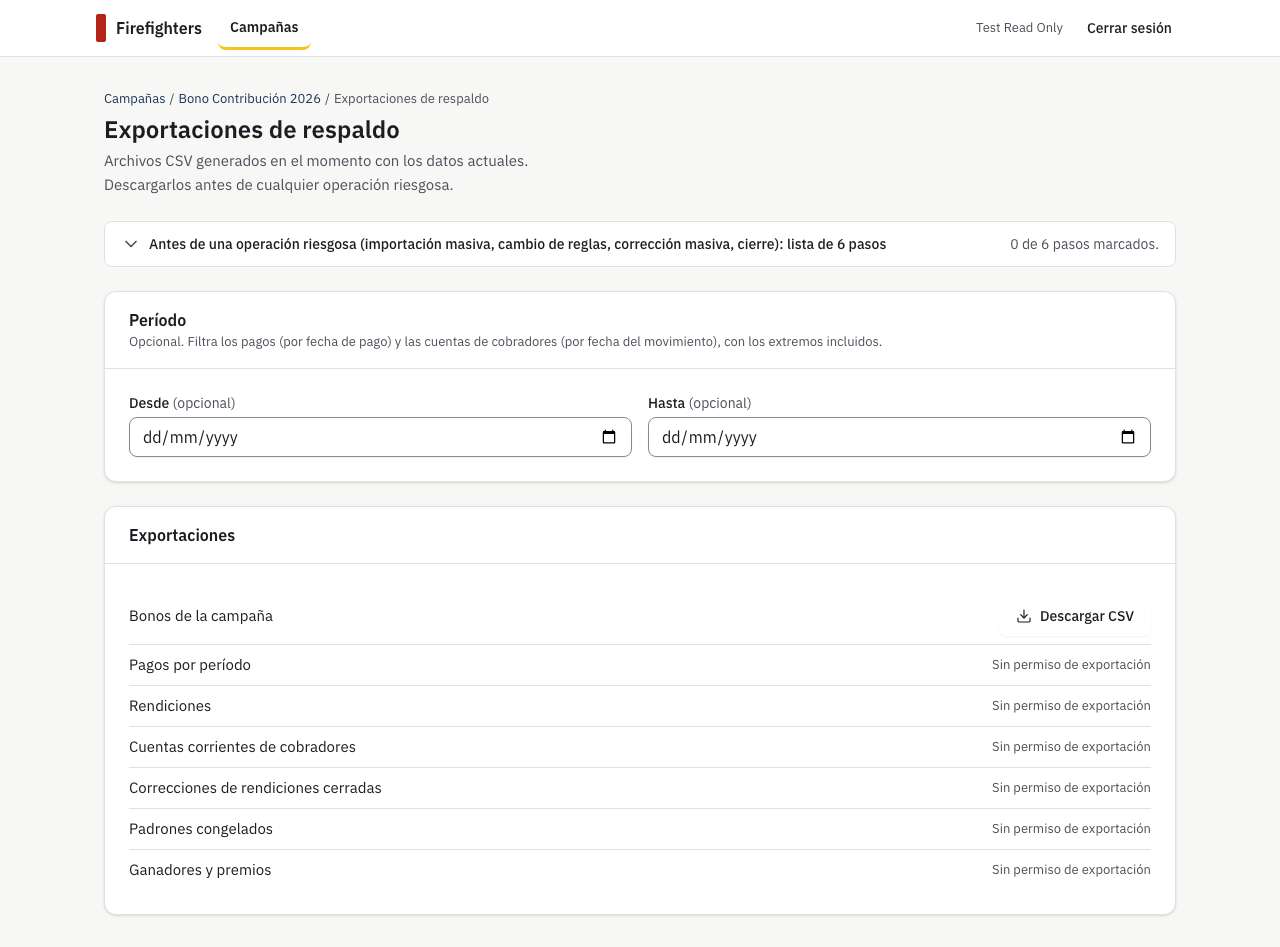 Firefighters
Campañas
Test Read Only
Cerrar sesión
Campañas / Bono Contribución 2026 / Exportaciones de respaldo
Exportaciones de respaldo
Archivos CSV generados en el momento con los datos actuales.
Descargarlos antes de cualquier operación riesgosa.
Antes de una operación riesgosa (importación masiva, cambio de reglas, corrección masiva, cierre): lista de 6 pasos
0 de 6 pasos marcados.
Período
Opcional. Filtra los pagos (por fecha de pago) y las cuentas de cobradores (por fecha del movimiento), con los extremos incluidos.
Desde (opcional)
Hasta (opcional)
dd/mm/yyyy
dd/mm/yyyy
Exportaciones
Bonos de la campaña
Descargar CSV
Pagos por período
Sin permiso de exportación
Rendiciones
Sin permiso de exportación
Cuentas corrientes de cobradores
Sin permiso de exportación
Correcciones de rendiciones cerradas
Sin permiso de exportación
Padrones congelados
Sin permiso de exportación
Ganadores y premios
Sin permiso de exportación